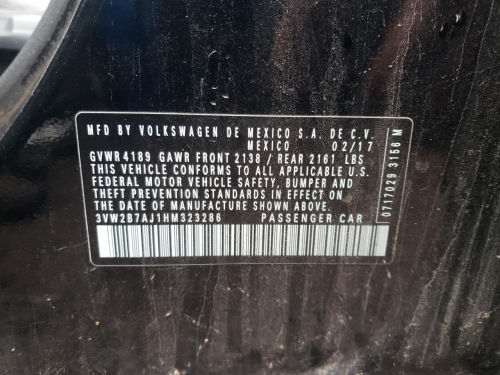 MFD BY VOLKSWAGEN DE MEXICO S.A. DE C.V.
MEXICO 02/17
GVWR 4189 GAWR FRONT 2138 / REAR 2161 LBS
THIS VEHICLE CONFORMS TO ALL APPLICABLE U.S.
FEDERAL MOTOR VEHICLE SAFETY, BUMPER, AND
THEFT PREVENTION STANDARDS IN EFFECT ON
THE DATE OF MANUFACTURE SHOWN ABOVE.
3VW2B7AJ1HM323286 PASSENGER CAR
0717029 3156 M